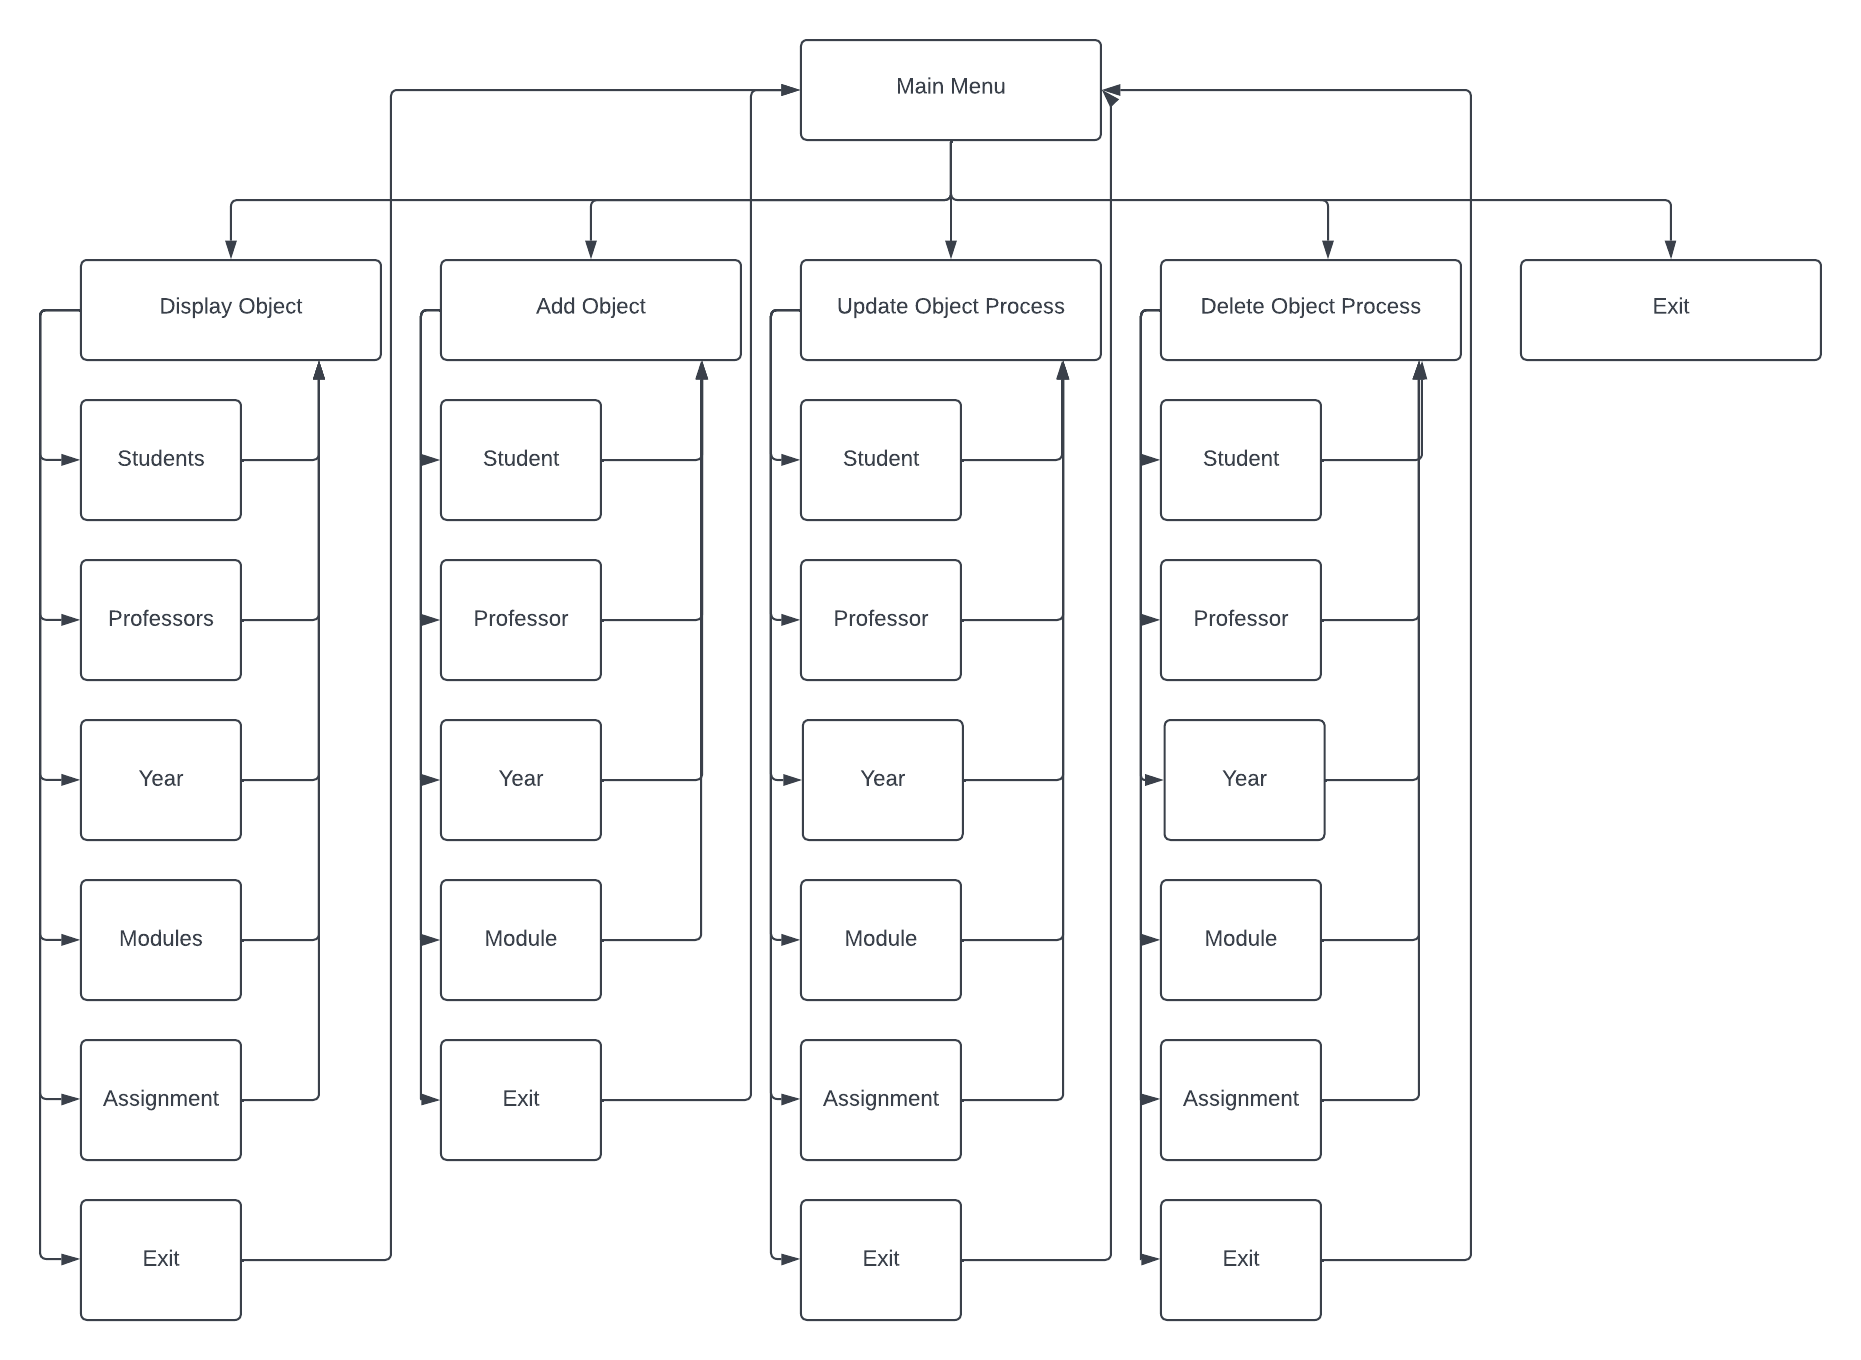 Main Menu
Display Object
Add Object
Update Object Process
Delete Object Process
Exit
Students
Student
Student
Student
Professors
Professor
Professor
Professor
Year
Year
Year
Year
Modules
Module
Module
Module
Assignment
Exit
Assignment
Assignment
Exit
Exit
Exit